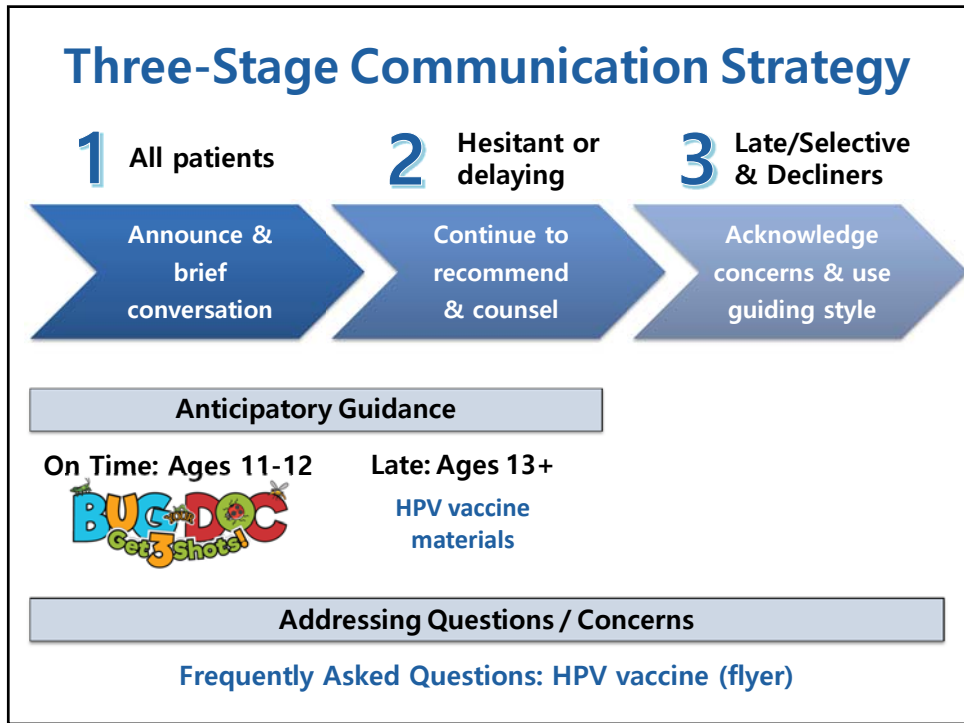 Three-Stage Communication Strategy
1 All patients
2 Hesitant or
delaying
3 Late/Selective
& Decliners
Announce &
brief
conversation
Continue to
recommend
& counsel
Acknowledge
concerns & use
guiding style
Anticipatory Guidance
On Time: Ages 11-12
BUG DOC
Get 3 Shots!
Late: Ages 13+
HPV vaccine
materials
Addressing Questions / Concerns
Frequently Asked Questions: HPV vaccine (flyer)